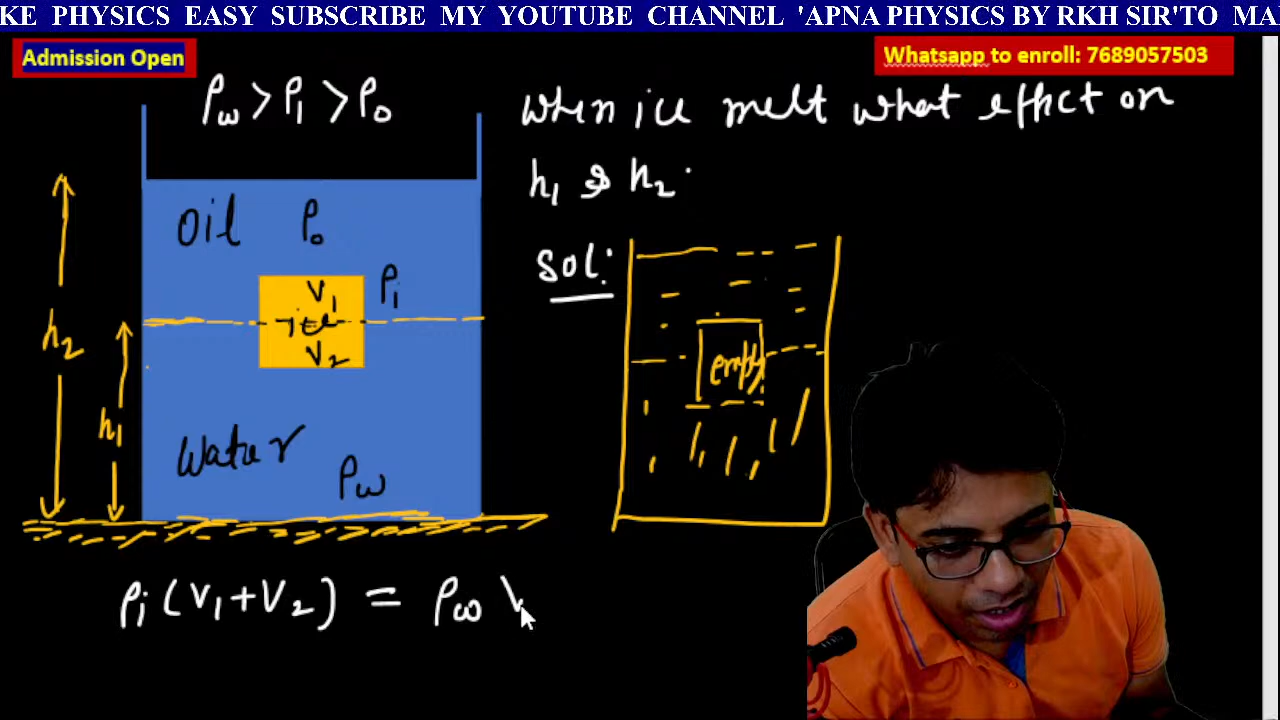 KE PHYSICS EASY SUBSCRIBE MY YOUTUBE CHANNEL 'APNA PHYSICS BY RKH SIR'TO MA
Admission Open
Whatsapp to enroll: 7689057503
ρw > ρi > ρo
When ice melt what effect on
h1 & h2.
Sol:
Oil ρo
V1
ρi
ice
V2
h2
h1
Water
ρw
empty
ρi (V1 + V2) = ρw V